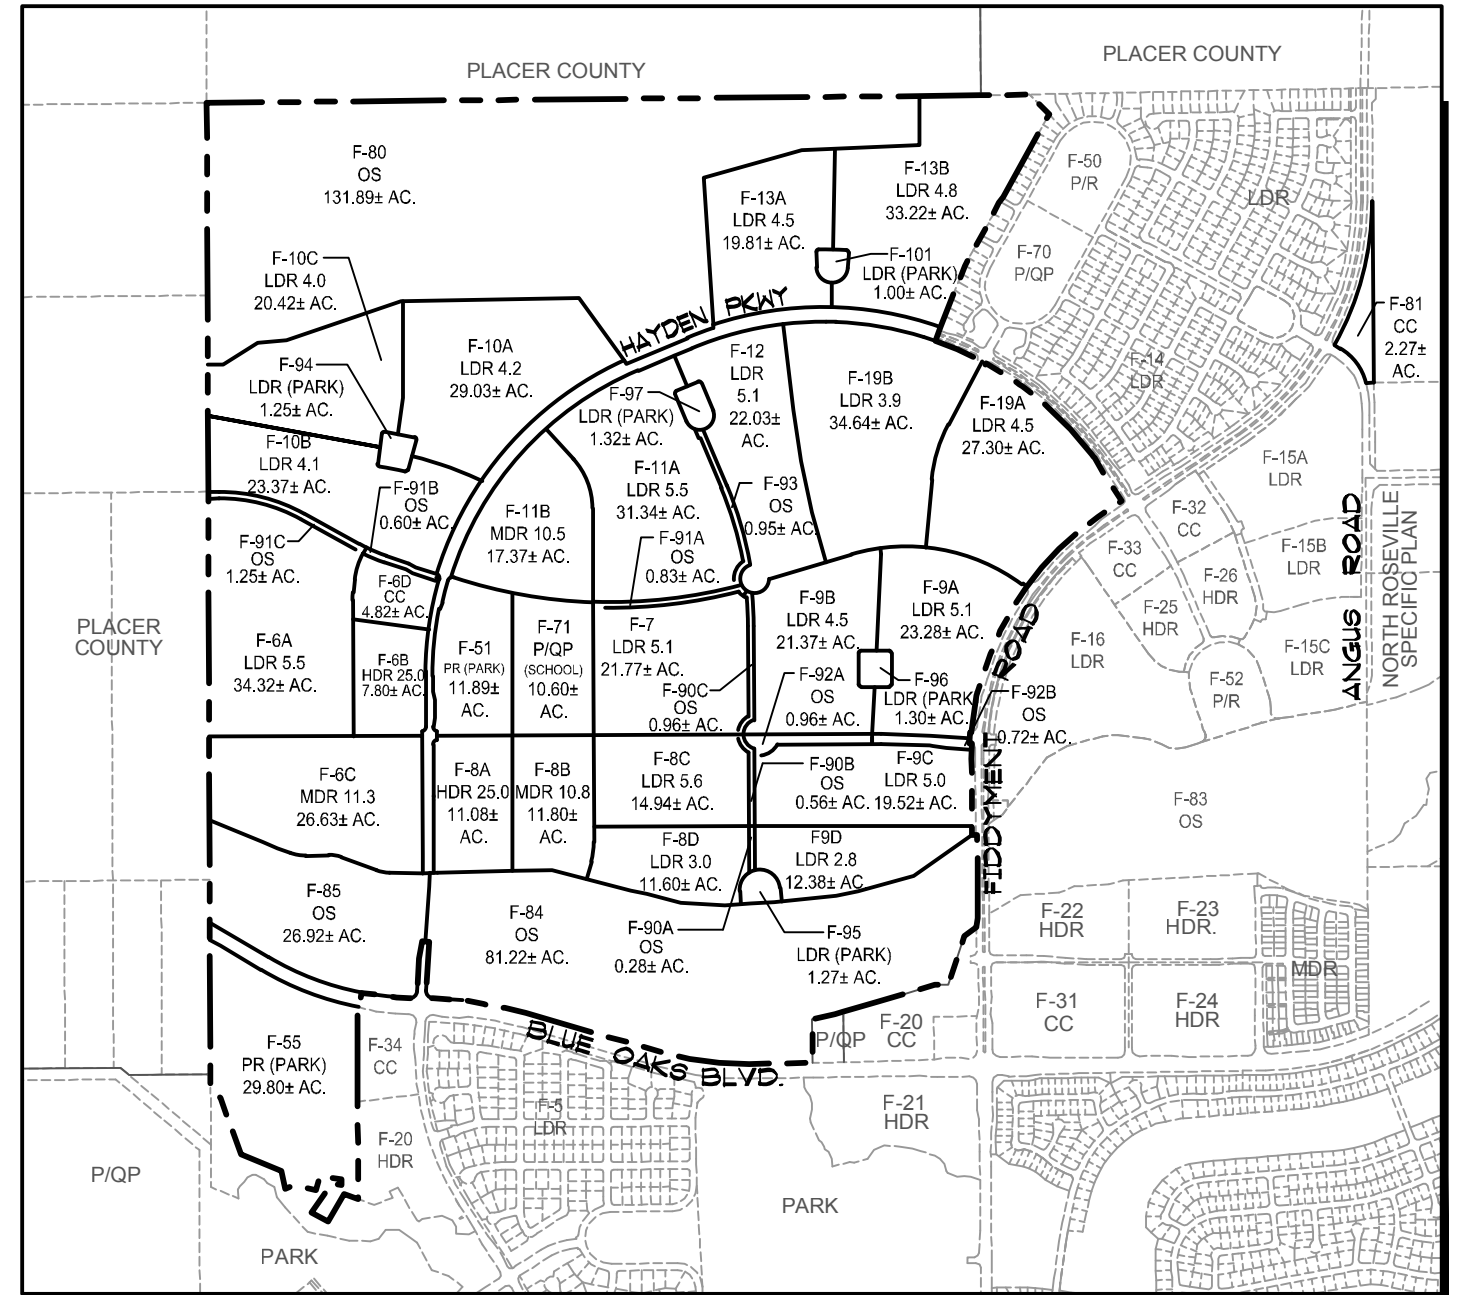 PLACER COUNTY
PLACER COUNTY
F-80
OS
131.89± AC.
F-13A
LDR 4.5
19.81± AC.
F-13B
LDR 4.8
33.22± AC.
F-101
LDR (PARK)
1.00± AC.
F-50
P/R
LDR
F-70
P/QP
F-14
LDR
F-81
CC
2.27±
AC.
F-10C
LDR 4.0
20.42± AC.
HAYDEN PKWY
F-94
LDR (PARK)
1.25± AC.
F-10A
LDR 4.2
29.03± AC.
F-97
LDR (PARK)
1.32± AC.
F-12
LDR
5.1
22.03±
AC.
F-19B
LDR 3.9
34.64± AC.
F-19A
LDR 4.5
27.30± AC.
F-10B
LDR 4.1
23.37± AC.
F-91B
OS
0.60± AC.
F-11B
MDR 10.5
17.37± AC.
F-11A
LDR 5.5
31.34± AC.
F-93
OS
0.95± AC.
F-91A
OS
0.83± AC.
F-91C
OS
1.25± AC.
F-6D
CC
4.82± AC.
F-15A
LDR
F-32
CC
F-33
CC
F-15B
LDR
F-26
HDR
F-25
HDR
F-16
LDR
F-15C
LDR
F-52
P/R
ANGUS ROAD
NORTH ROSEVILLE
SPECIFIC PLAN
PLACER
COUNTY
F-6A
LDR 5.5
34.32± AC.
F-6B
HDR 25.0
7.80± AC.
F-51
PR (PARK)
11.89±
AC.
F-71
P/QP
(SCHOOL)
10.60±
AC.
F-7
LDR 5.1
21.77± AC.
F-90C
OS
0.96± AC.
F-9B
LDR 4.5
21.37± AC.
F-9A
LDR 5.1
23.28± AC.
F-92A
OS
0.96± AC.
F-96
LDR (PARK)
1.30± AC.
F-92B
OS
0.72± AC.
FIDDYMENT ROAD
F-6C
MDR 11.3
26.63± AC.
F-8A
HDR 25.0
11.08±
AC.
F-8B
MDR 10.8
11.80±
AC.
F-8C
LDR 5.6
14.94± AC.
F-90B
OS
0.56± AC.
F-9C
LDR 5.0
19.52± AC.
F-83
OS
F-8D
LDR 3.0
11.60± AC.
F9D
LDR 2.8
12.38± AC.
F-85
OS
26.92± AC.
F-84
OS
81.22± AC.
F-90A
OS
0.28± AC.
F-95
LDR (PARK)
1.27± AC.
F-22
HDR
F-23
HDR.
MDR
F-31
CC
F-24
HDR
F-55
PR (PARK)
29.80± AC.
F-34
CC
BLUE OAKS BLVD.
P/QP
F-20
CC
F-5
LDR
F-21
HDR
F-20
HDR
P/QP
PARK
PARK